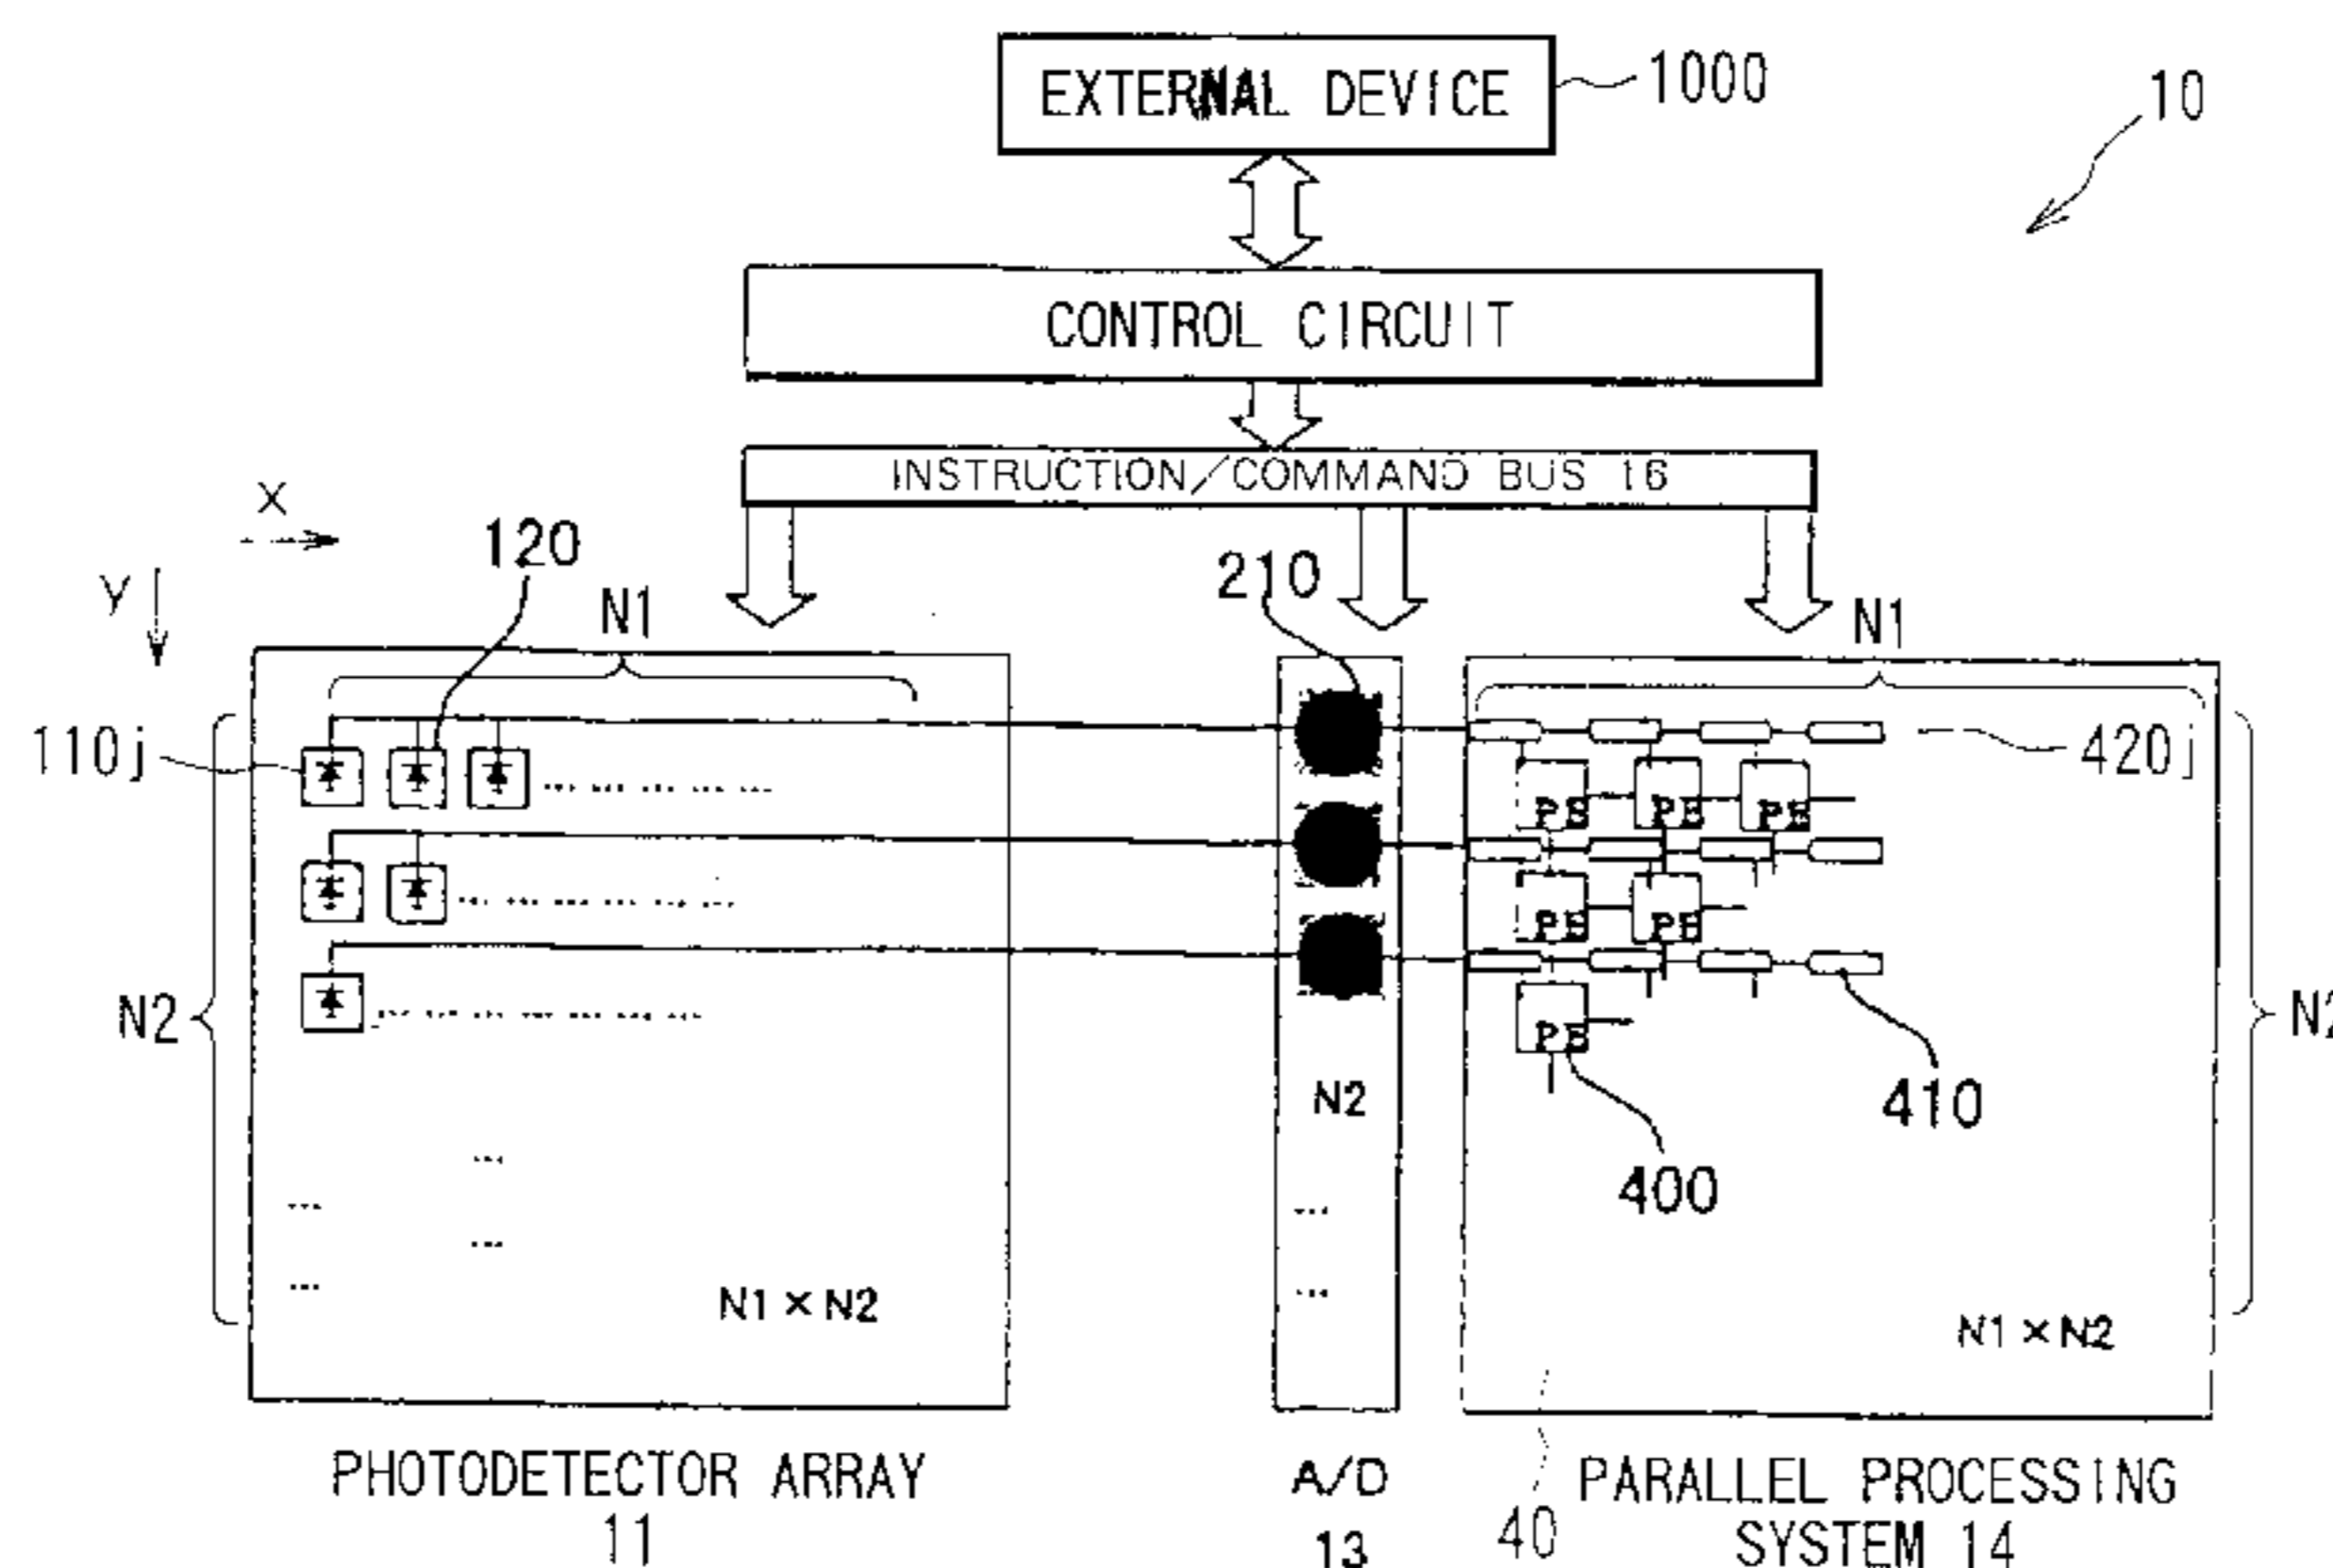 EXTERNAL DEVICE
1000
10
CONTROL CIRCUIT
INSTRUCTION/COMMAND BUS 16
X
Y
120
N1
210
N1
110j
420j
PE PE PE
PE PE
PE
N2
N2
N2
410
400
N1×N2
N1×N2
PHOTODETECTOR ARRAY
11
A/D
13
40
PARALLEL PROCESSING
SYSTEM 14